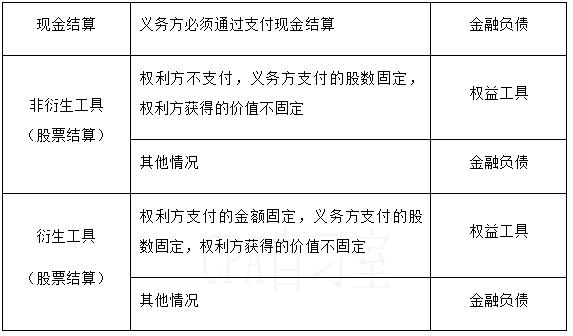 现金结算
义务方必须通过支付现金结算
金融负债
非衍生工具
（股票结算）
权利方不支付，义务方支付的股数固定，
权利方获得的价值不固定
权益工具
其他情况
金融负债
衍生工具
（股票结算）
权利方支付的金额固定，义务方支付的股
数固定，权利方获得的价值不固定
权益工具
其他情况
金融负债
CPA自习室